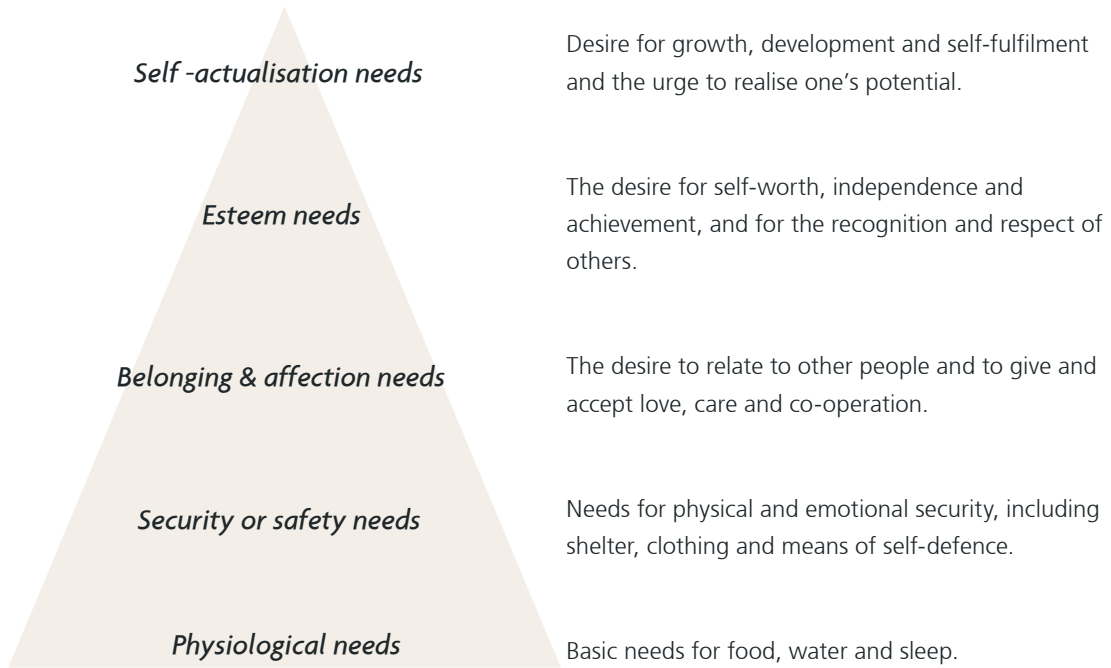 Self -actualisation needs
Desire for growth, development and self-fulfilment
and the urge to realise one’s potential.
Esteem needs
The desire for self-worth, independence and
achievement, and for the recognition and respect of
others.
Belonging & affection needs
The desire to relate to other people and to give and
accept love, care and co-operation.
Security or safety needs
Needs for physical and emotional security, including
shelter, clothing and means of self-defence.
Physiological needs
Basic needs for food, water and sleep.